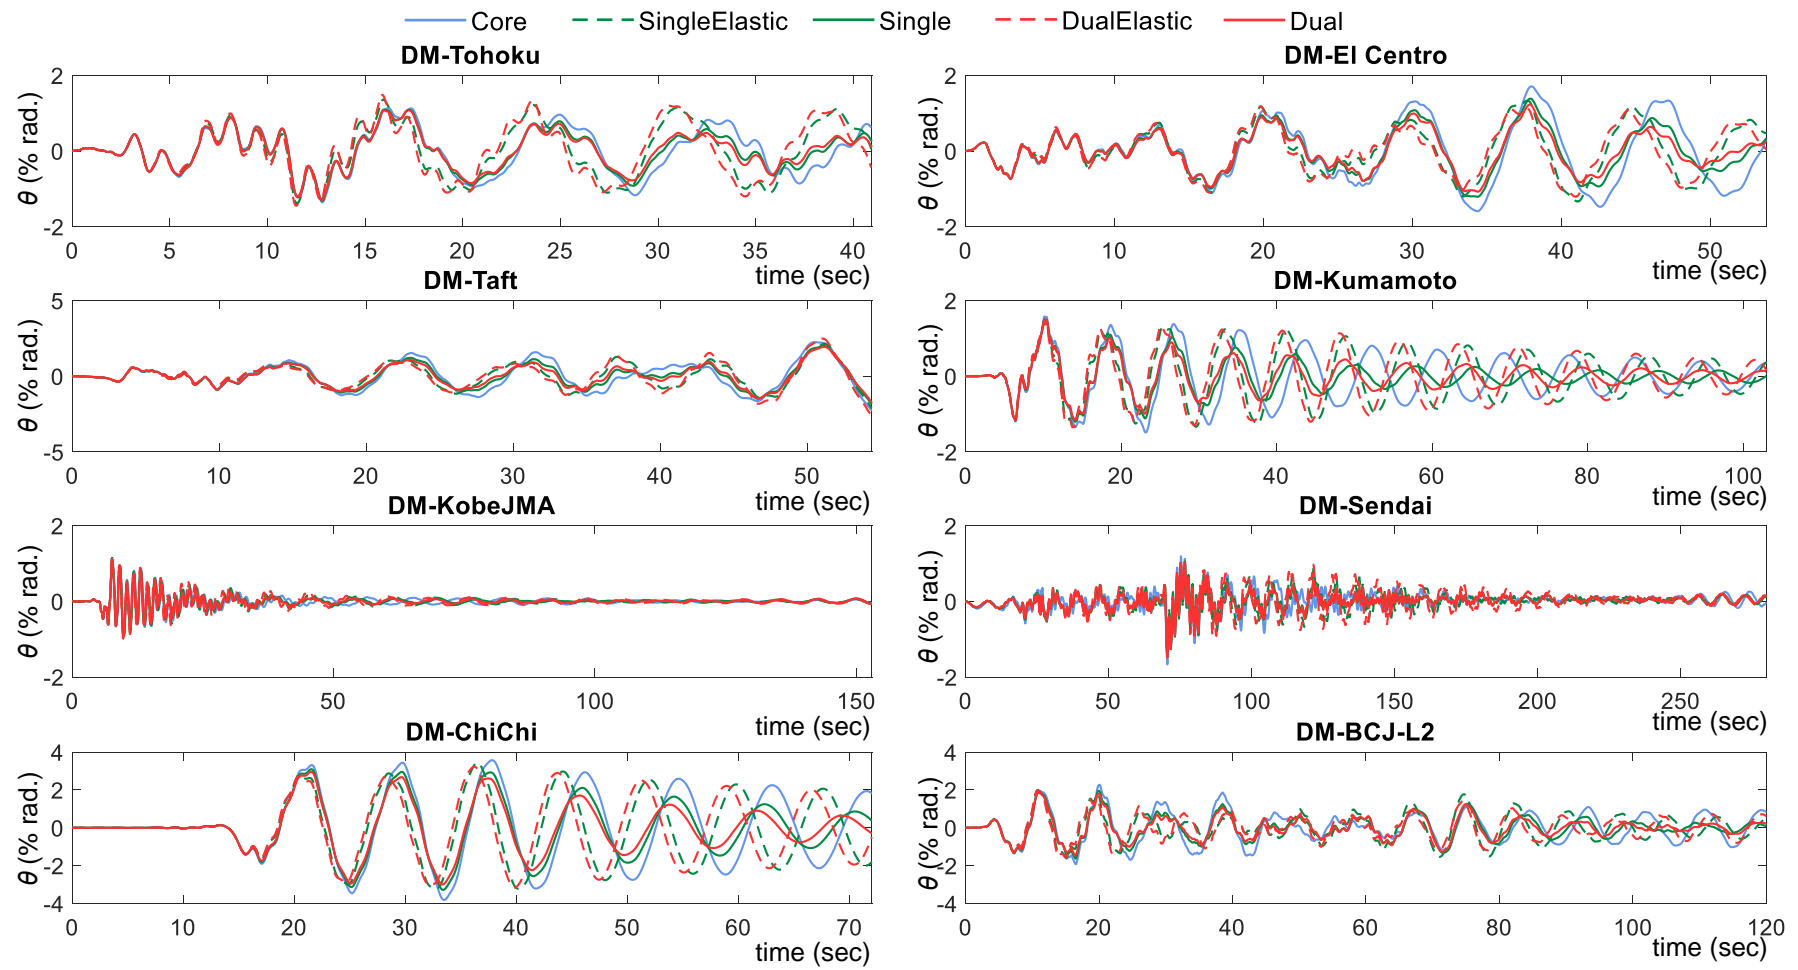 Core SingleElastic Single DualElastic Dual
DM-Tohoku
θ (% rad.)
2
0
-2
0 5 10 15 20 25 30 35 40
time (sec)
DM-El Centro
θ (% rad.)
2
0
-2
0 10 20 30 40 50
time (sec)
DM-Taft
θ (% rad.)
5
0
-5
0 10 20 30 40 50
time (sec)
DM-Kumamoto
θ (% rad.)
2
0
-2
0 20 40 60 80 100
time (sec)
DM-KobeJMA
θ (% rad.)
2
0
-2
0 50 100 150
time (sec)
DM-Sendai
θ (% rad.)
2
0
-2
0 50 100 150 200 250
time (sec)
DM-ChiChi
θ (% rad.)
4
2
0
-2
-4
0 10 20 30 40 50 60 70
time (sec)
DM-BCJ-L2
θ (% rad.)
4
2
0
-2
-4
0 20 40 60 80 100 120
time (sec)